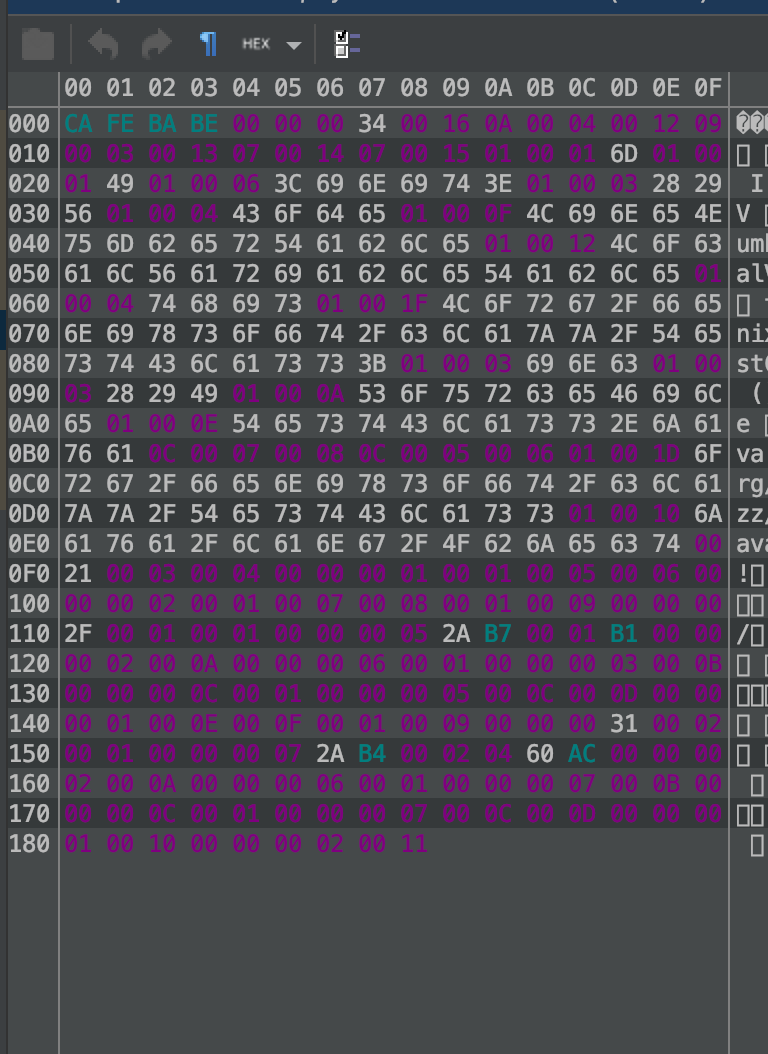 HEX
00 01 02 03 04 05 06 07 08 09 0A 0B 0C 0D 0E 0F
000 CA FE BA BE 00 00 00 34 00 16 0A 00 04 00 12 09
010 00 03 00 13 07 00 14 07 00 15 01 00 01 6D 01 00
020 01 49 01 00 06 3C 69 6E 69 74 3E 01 00 03 28 29 I
030 56 01 00 04 43 6F 64 65 01 00 0F 4C 69 6E 65 4E V
040 75 6D 62 65 72 54 61 62 6C 65 01 00 12 4C 6F 63 um
050 61 6C 56 61 72 69 61 62 6C 65 54 61 62 6C 65 01 al
060 00 04 74 68 69 73 01 00 1F 4C 6F 72 67 2F 66 65
070 6E 69 78 73 6F 66 74 2F 63 6C 61 7A 7A 2F 54 65 ni
080 73 74 43 6C 61 73 73 3B 01 00 03 69 6E 63 01 00 st
090 03 28 29 49 01 00 0A 53 6F 75 72 63 65 46 69 6C (
0A0 65 01 00 0E 54 65 73 74 43 6C 61 73 73 2E 6A 61 e
0B0 76 61 0C 00 07 00 08 0C 00 05 00 06 01 00 1D 6F va
0C0 72 67 2F 66 65 6E 69 78 73 6F 66 74 2F 63 6C 61 rg/
0D0 7A 7A 2F 54 65 73 74 43 6C 61 73 73 01 00 10 6A zz/
0E0 61 76 61 2F 6C 61 6E 67 2F 4F 62 6A 65 63 74 00 ava
0F0 21 00 03 00 04 00 00 00 01 00 01 00 05 00 06 00 !
100 00 00 02 00 01 00 07 00 08 00 01 00 09 00 00 00
110 2F 00 01 00 01 00 00 00 05 2A B7 00 01 B1 00 00 /
120 00 02 00 0A 00 00 00 06 00 01 00 00 00 03 00 0B
130 00 00 00 0C 00 01 00 00 00 05 00 0C 00 0D 00 00
140 00 01 00 0E 00 0F 00 01 00 09 00 00 00 31 00 02
150 00 01 00 00 00 07 2A B4 00 02 04 60 AC 00 00 00
160 02 00 0A 00 00 00 06 00 01 00 00 00 07 00 0B 00
170 00 00 0C 00 01 00 00 00 07 00 0C 00 0D 00 00 00
180 01 00 10 00 00 00 02 00 11